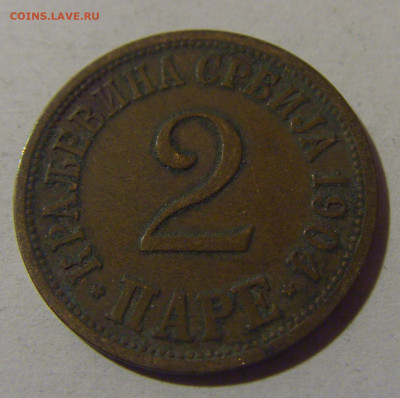 COINS.LAVE.RU
КРАЉЕВИНА СРБИЈА 1904
2
ПАРЕ